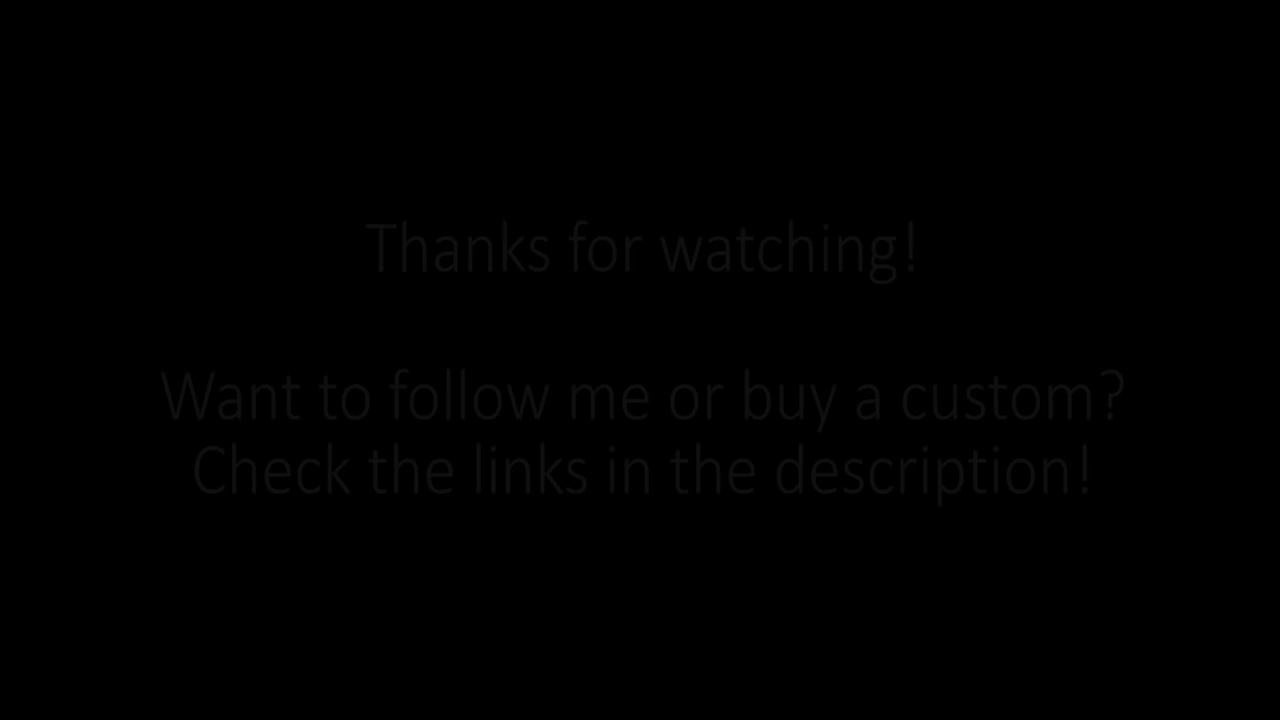 Thanks for watching!
Want to follow me or buy a custom?
Check the links in the description!